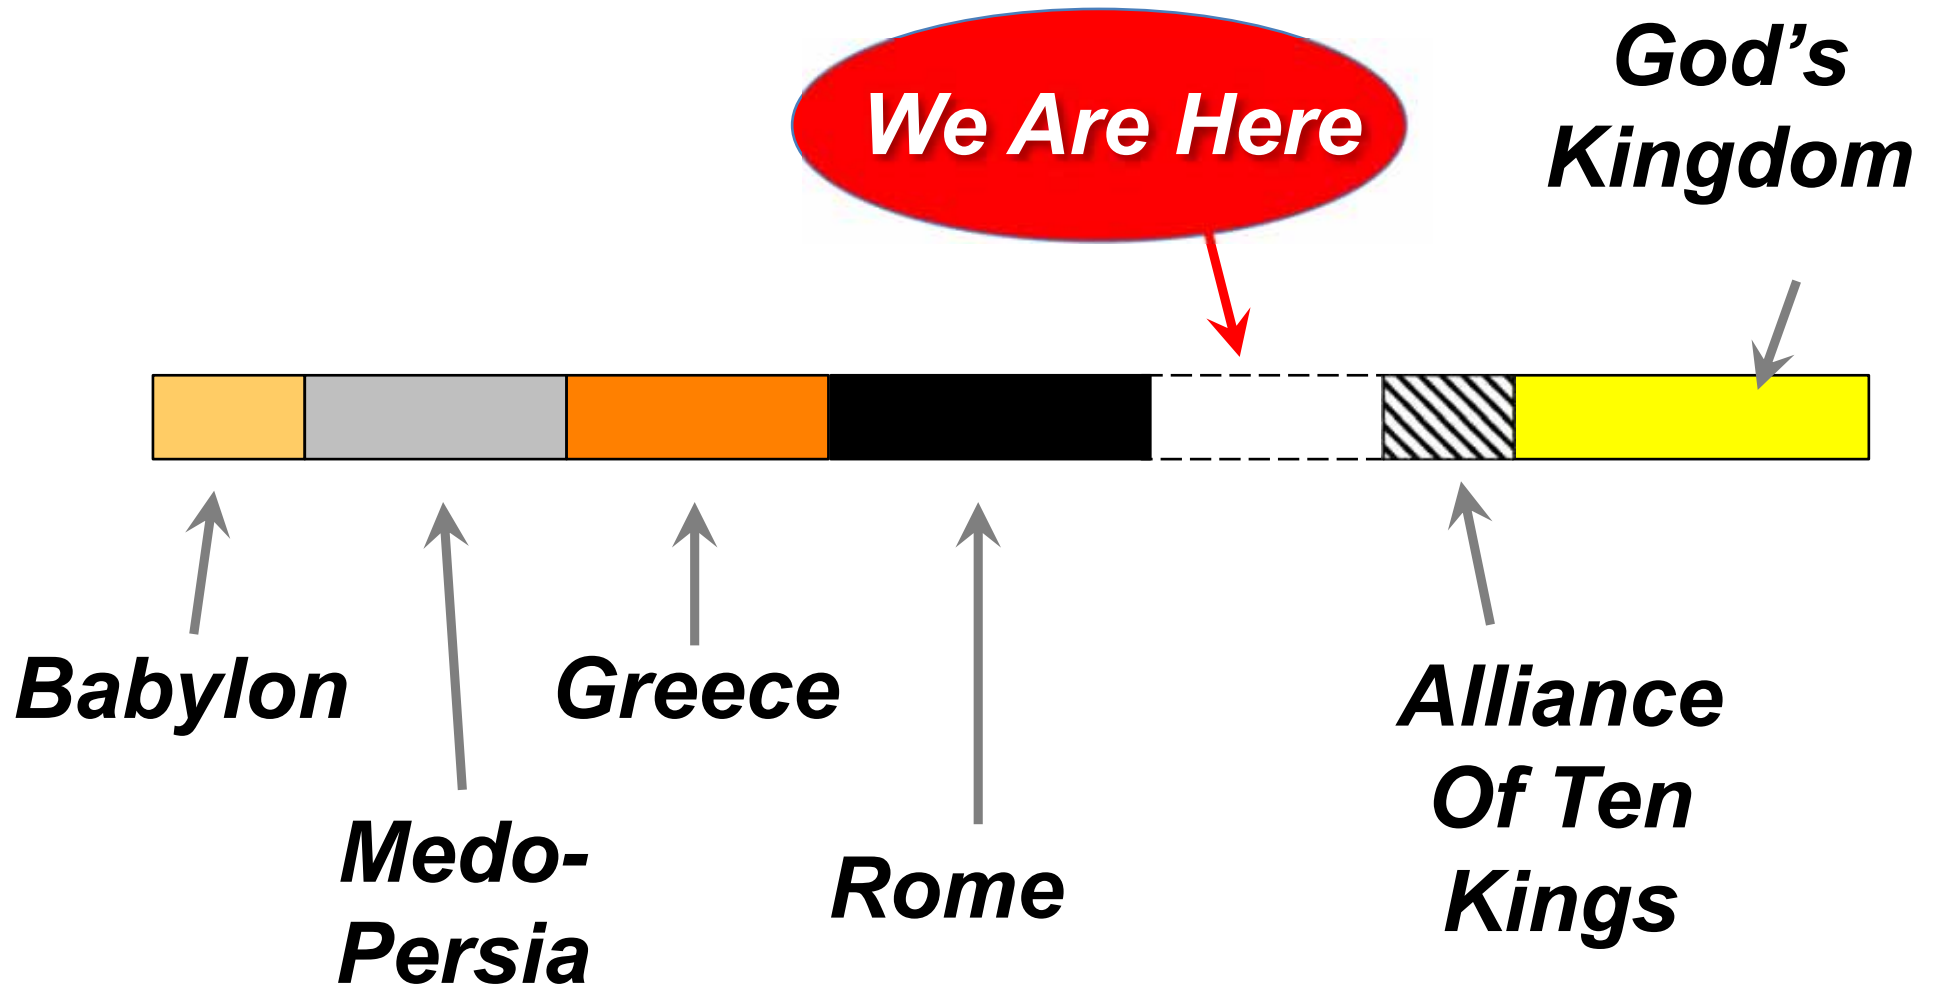 We Are Here
God’s
Kingdom
Babylon
Medo-
Persia
Greece
Rome
Alliance
Of Ten
Kings